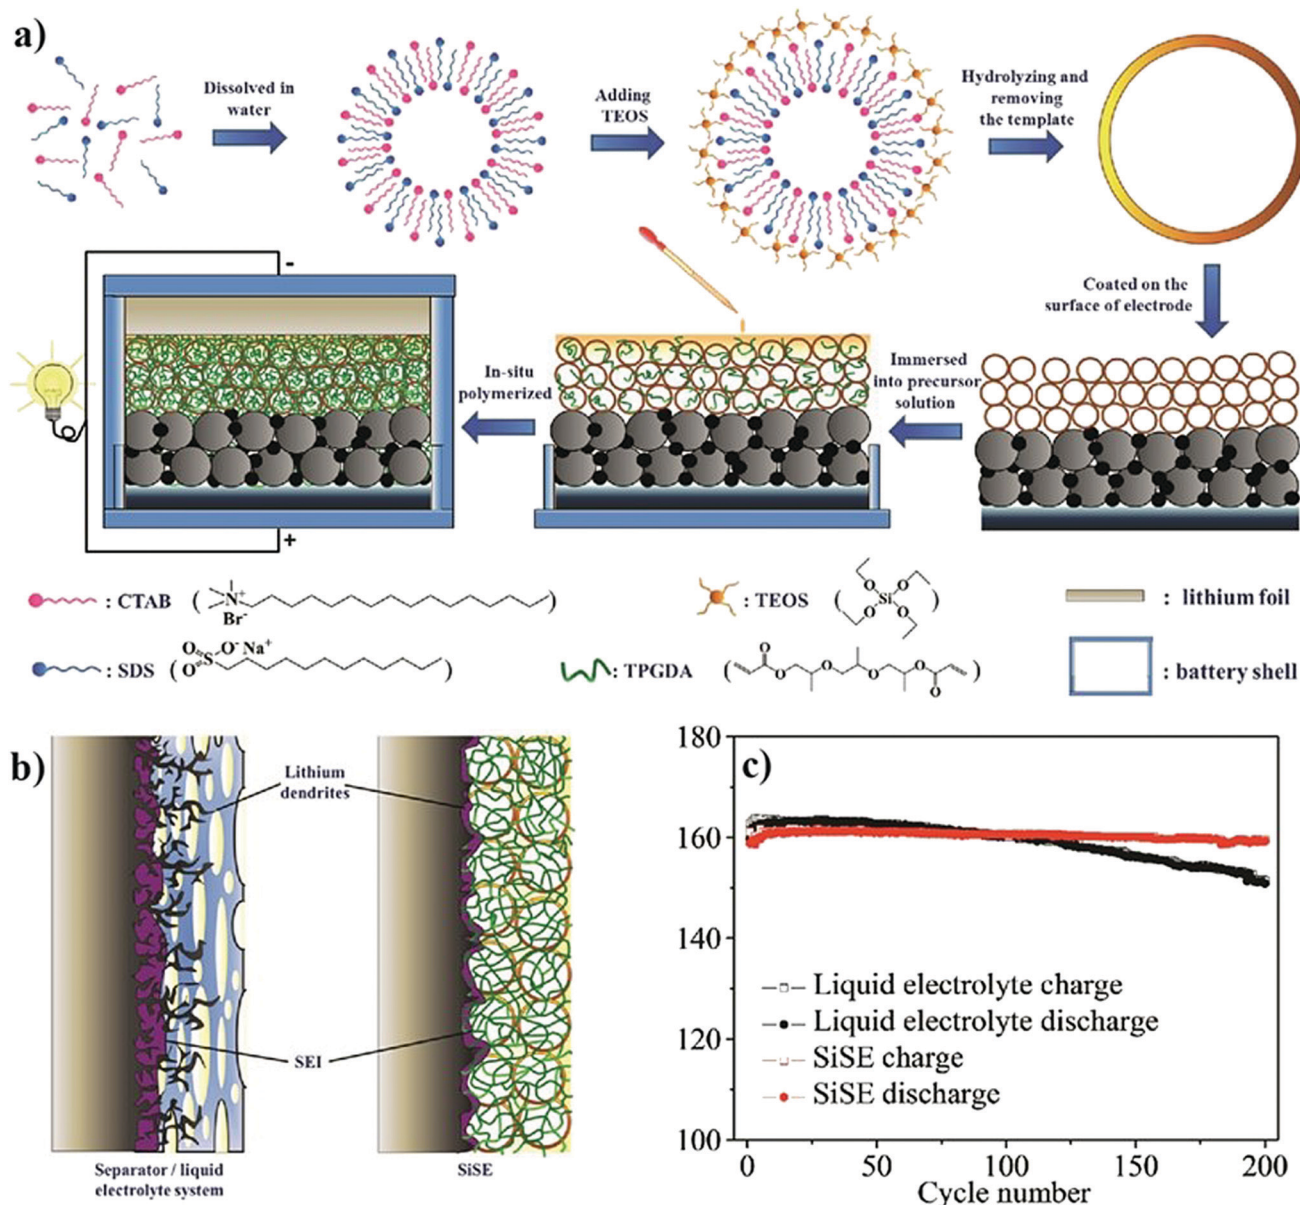 a)
Dissolved in
water
Adding
TEOS
Hydrolyzing and
removing
the template
Coated on the
surface of electrode
Immersed
into precursor
solution
In-situ
polymerized
-
+
: CTAB
N+
Br-
: TEOS
O
O
Si
O
O
: lithium foil
: SDS
O
S
O
O- Na+
: TPGDA
O
O
O
O
O
O
: battery shell
b)
Lithium
dendrites
SEI
Separator / liquid
electrolyte system
SiSE
c)
180
160
140
120
100
Liquid electrolyte charge
Liquid electrolyte discharge
SiSE charge
SiSE discharge
0 50 100 150 200
Cycle number